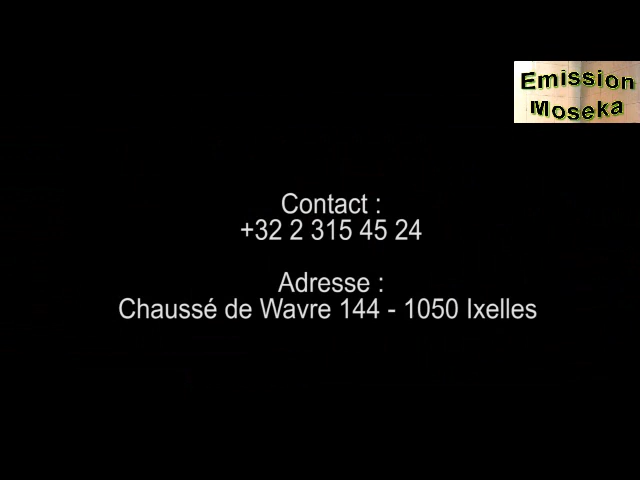 Emission
Moseka
Contact :
+32 2 315 45 24
Adresse :
Chaussé de Wavre 144 - 1050 Ixelles